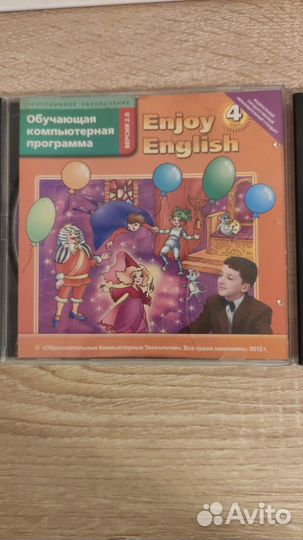 ПРОГРАММНОЕ ОБЕСПЕЧЕНИЕ
Обучающая
компьютерная
программа
ВЕРСИЯ 2.0
Enjoy
English
4
© «Образовательные Компьютерные Технологии». Все права защищены. 2012 г.
Avito